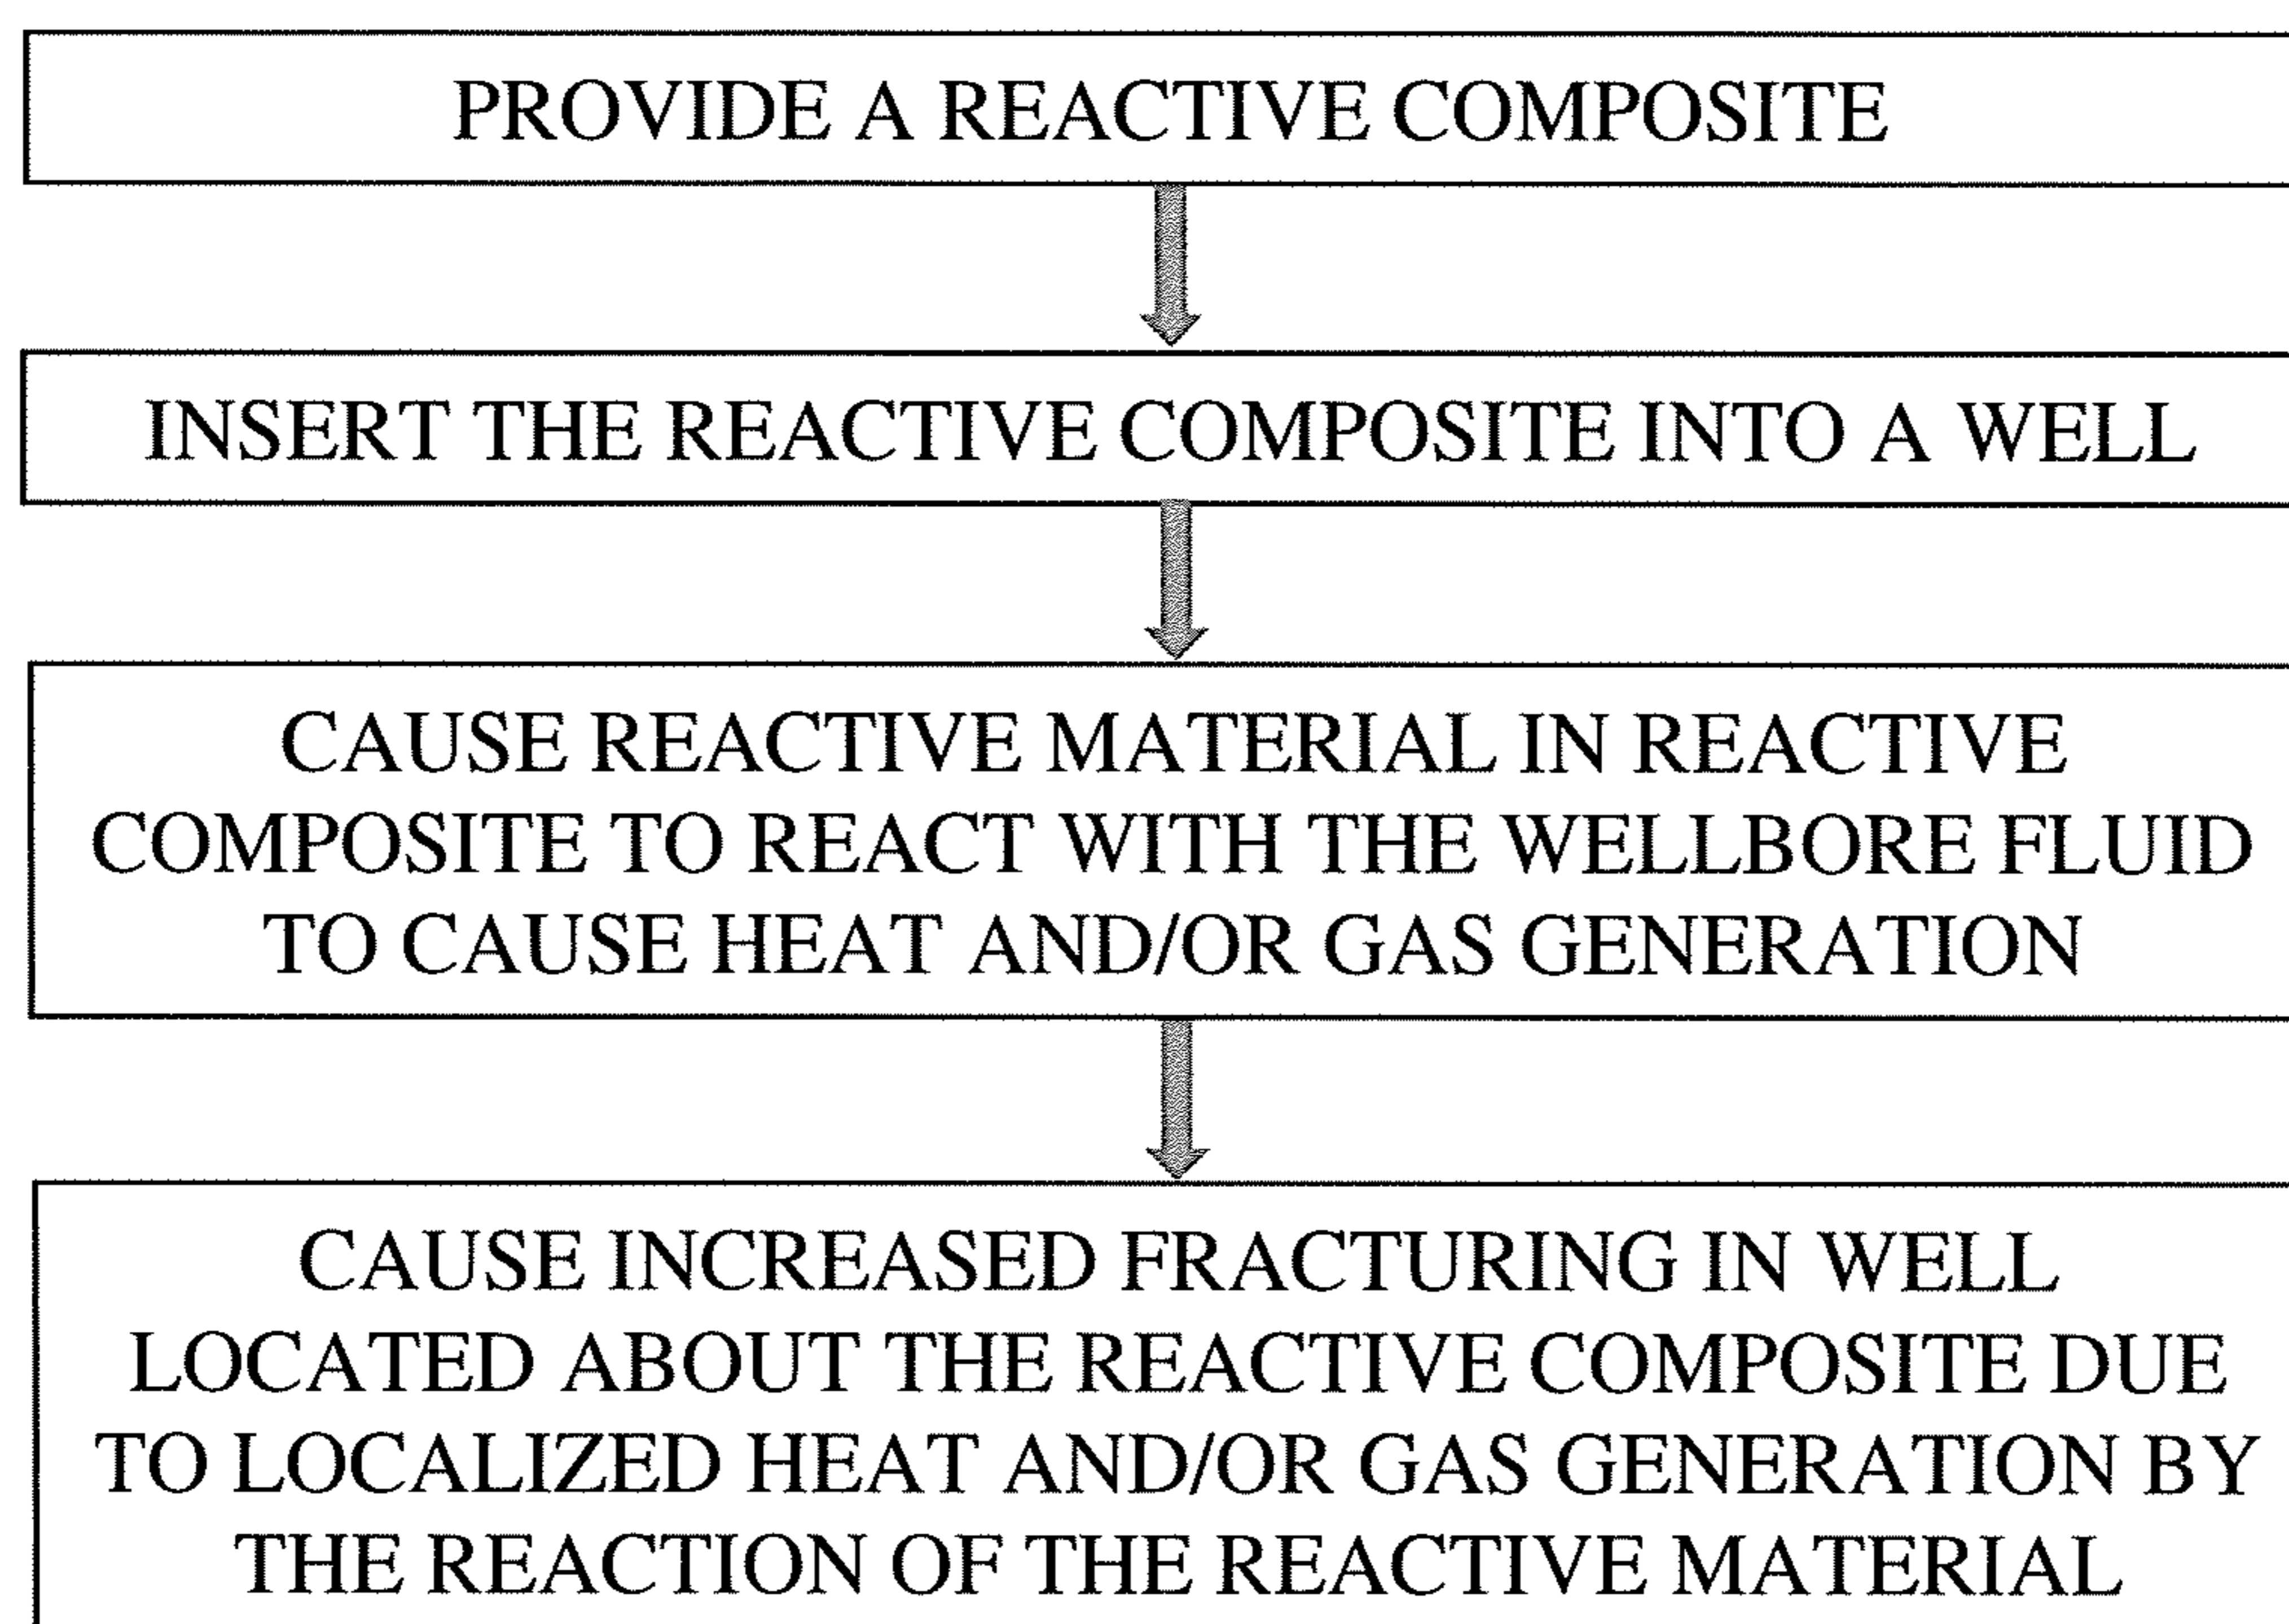 PROVIDE A REACTIVE COMPOSITE
INSERT THE REACTIVE COMPOSITE INTO A WELL
CAUSE REACTIVE MATERIAL IN REACTIVE
COMPOSITE TO REACT WITH THE WELLBORE FLUID
TO CAUSE HEAT AND/OR GAS GENERATION
CAUSE INCREASED FRACTURING IN WELL
LOCATED ABOUT THE REACTIVE COMPOSITE DUE
TO LOCALIZED HEAT AND/OR GAS GENERATION BY
THE REACTION OF THE REACTIVE MATERIAL